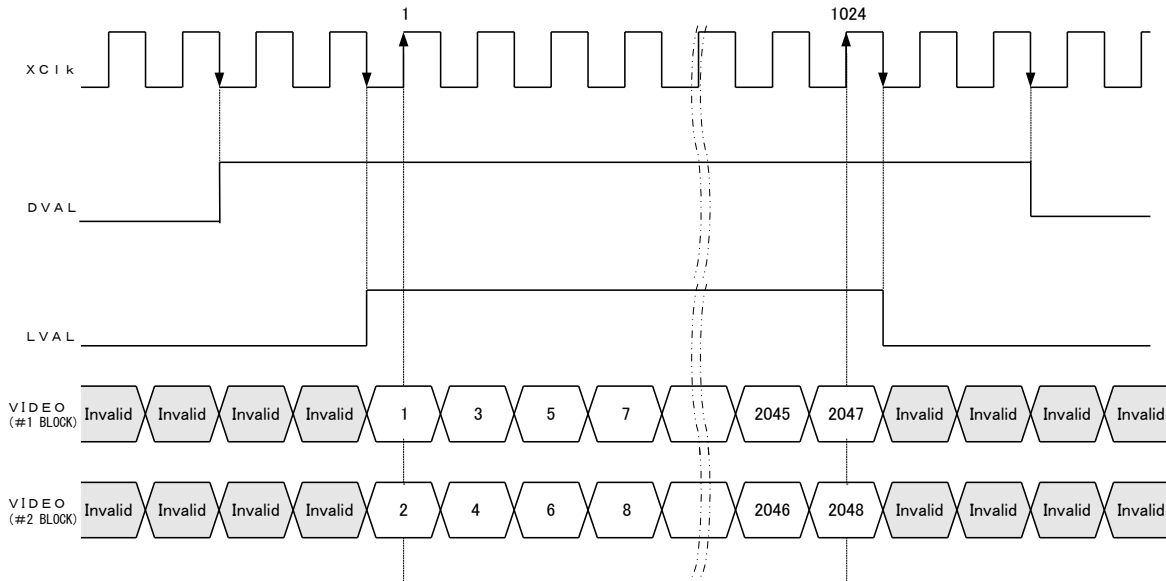 1 1024
XClk
DVAL
LVAL
VIDEO
(#1 BLOCK)
Invalid Invalid Invalid Invalid 1 3 5 7 2045 2047 Invalid Invalid Invalid Invalid
VIDEO
(#2 BLOCK)
Invalid Invalid Invalid Invalid 2 4 6 8 2046 2048 Invalid Invalid Invalid Invalid